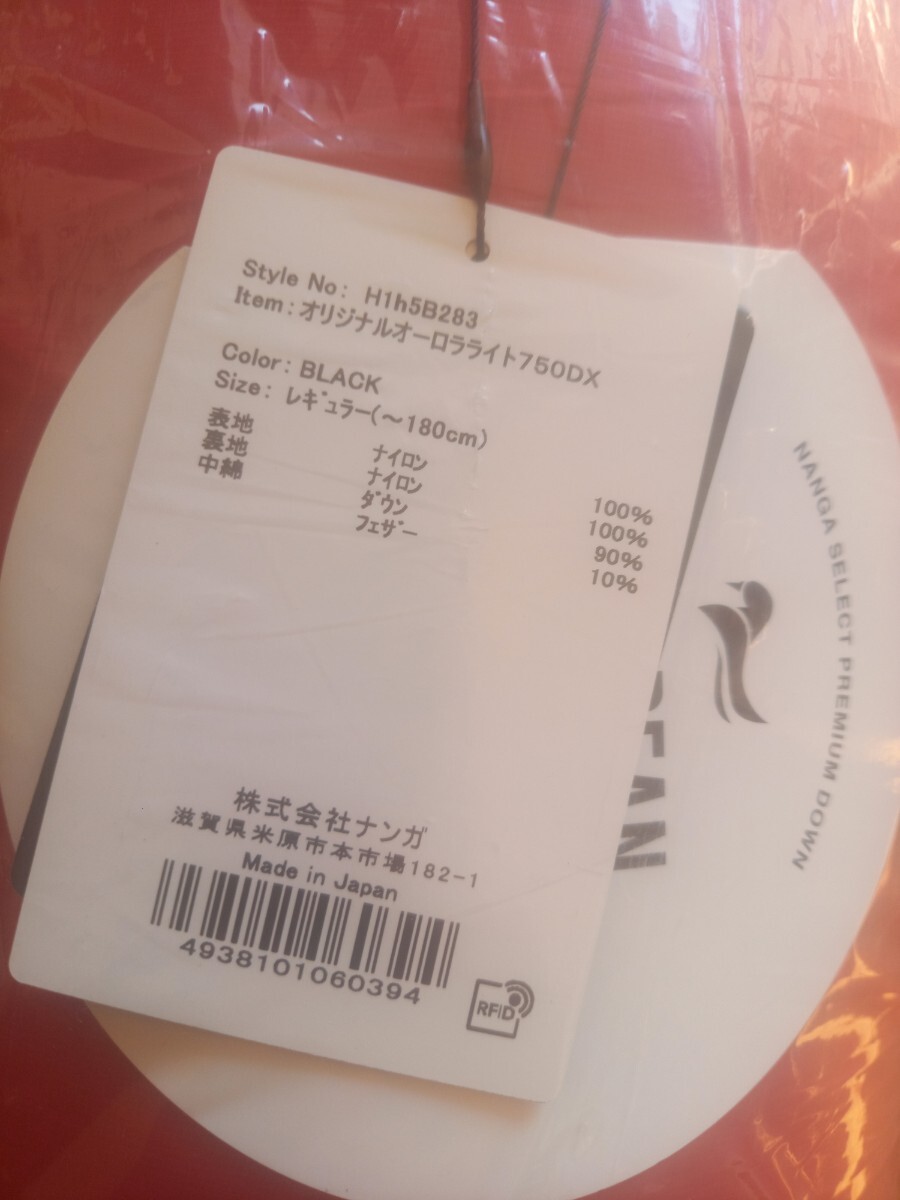 Style No: H1h5B283
Item:オリジナルオーロラライト750DX
Color: BLACK
Size: レギュラー(～180cm)
表地 ナイロン 100%
裏地 ナイロン 100%
中綿 ダウン 90%
フェザー 10%
株式会社ナンガ
滋賀県米原市本市場182-1
Made in Japan
4938101060394
RFID
NANGA SELECT PREMIUM DOWN